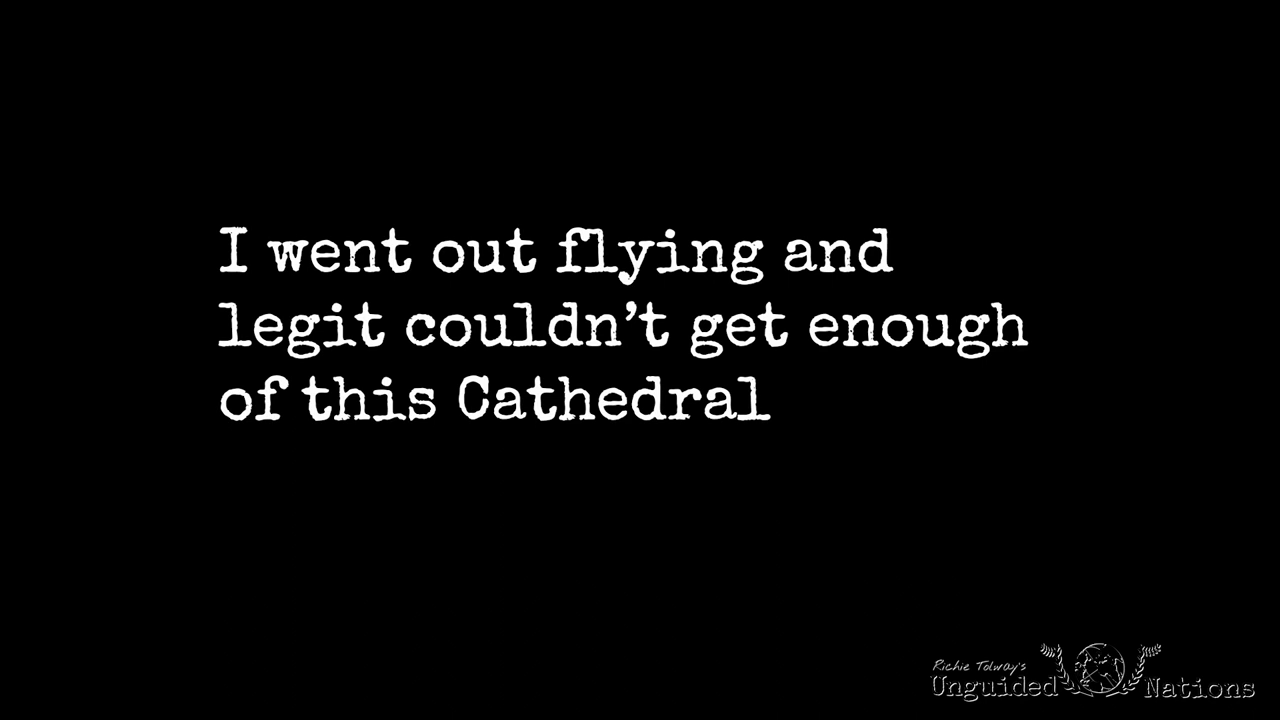 I went out flying and
legit couldn’t get enough
of this Cathedral
Richie Tolway's
Unguided Nations